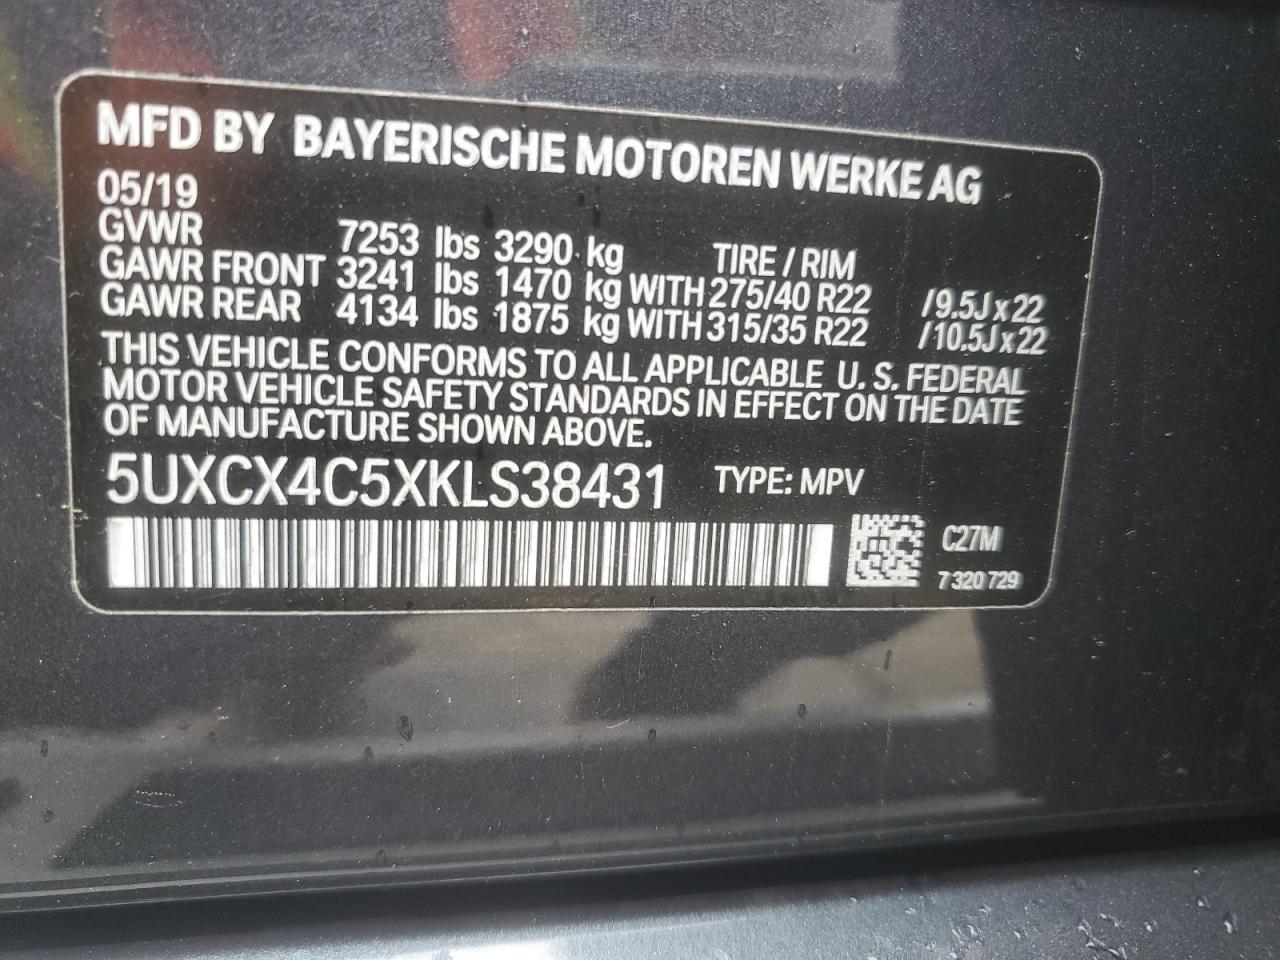 MFD BY BAYERISCHE MOTOREN WERKE AG
05/19
GVWR 7253 lbs 3290 kg TIRE / RIM
GAWR FRONT 3241 lbs 1470 kg WITH 275/40 R22 /9.5J x 22
GAWR REAR 4134 lbs 1875 kg WITH 315/35 R22 /10.5J x 22
THIS VEHICLE CONFORMS TO ALL APPLICABLE U. S. FEDERAL
MOTOR VEHICLE SAFETY STANDARDS IN EFFECT ON THE DATE
OF MANUFACTURE SHOWN ABOVE.
5UXCX4C5XKLS38431 TYPE: MPV
C27M
7 320 729